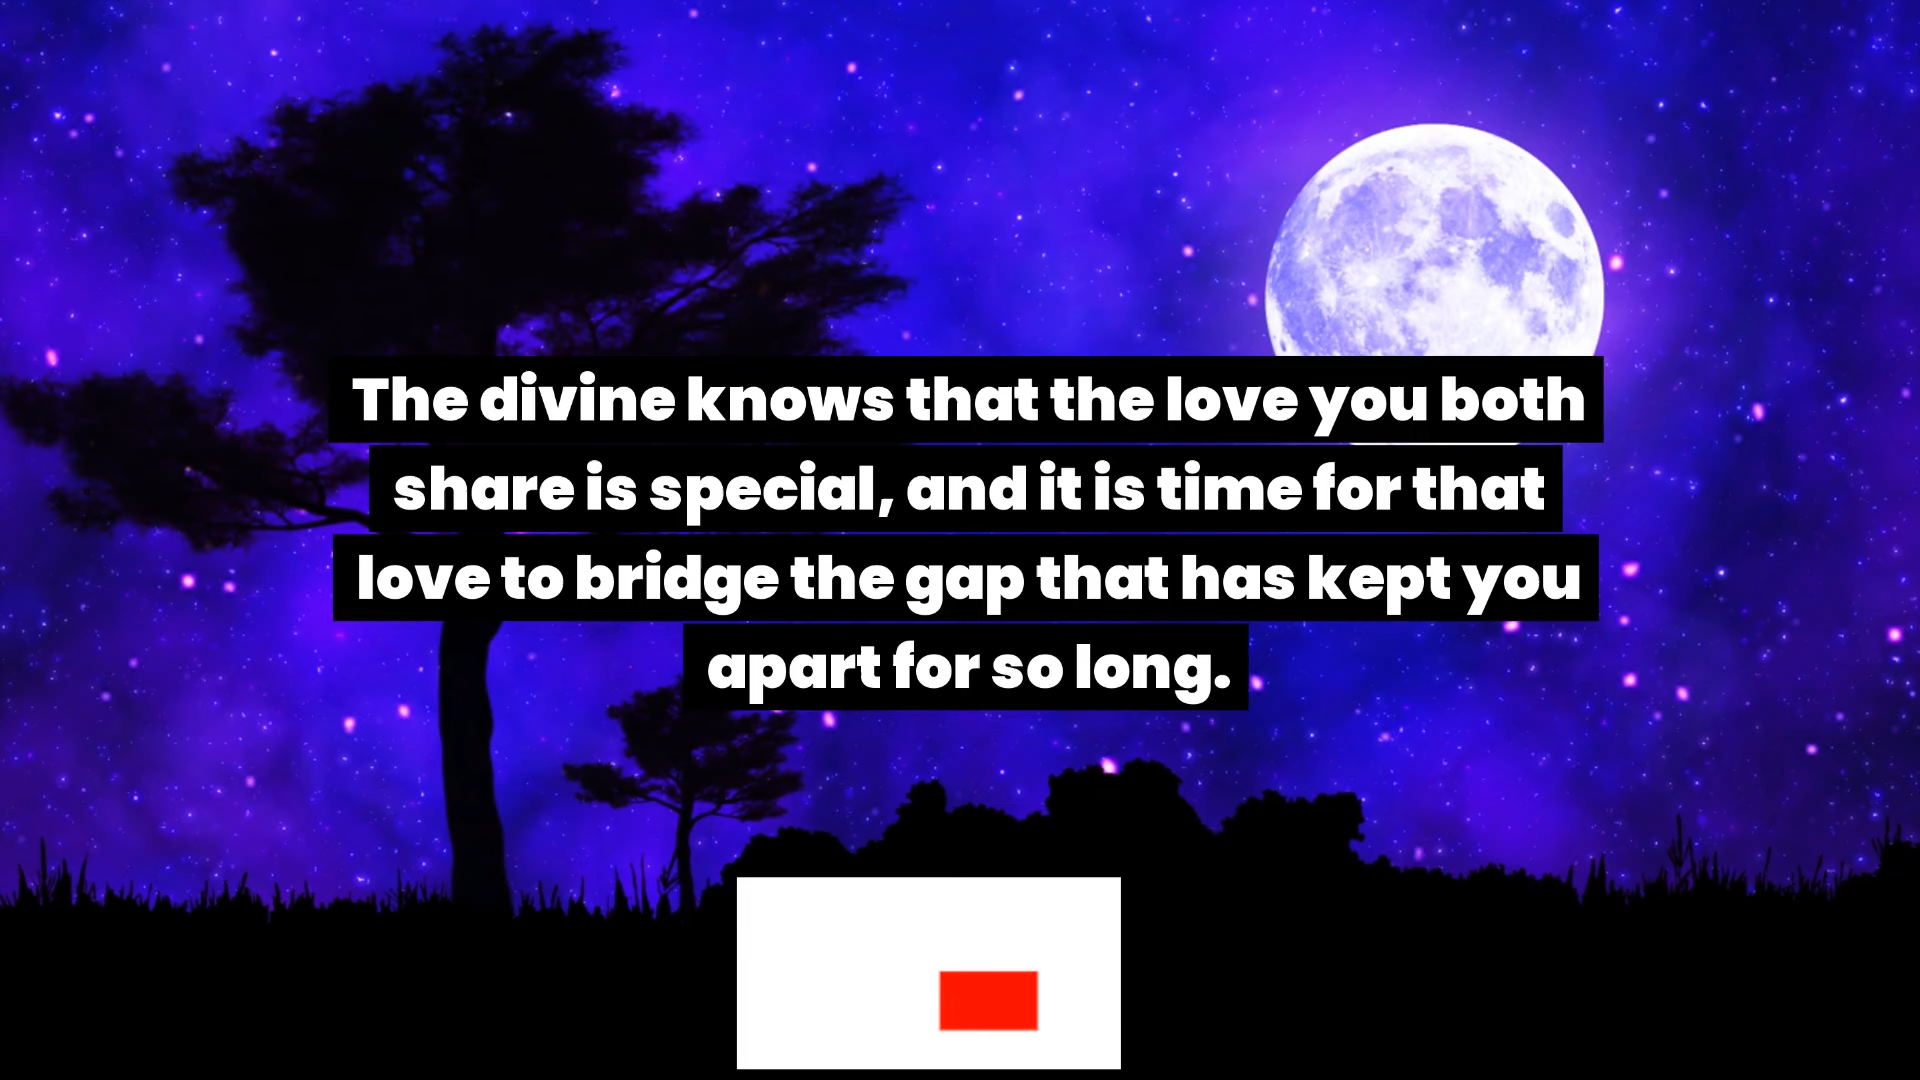 The divine knows that the love you both
share is special, and it is time for that
love to bridge the gap that has kept you
apart for so long.